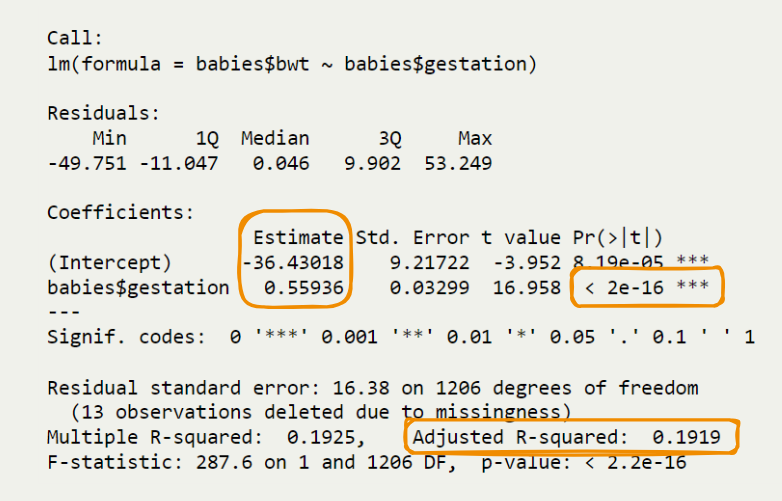 Call:
lm(formula = babies$bwt ~ babies$gestation)
Residuals:
Min 1Q Median 3Q Max
-49.751 -11.047 0.046 9.902 53.249
Coefficients:
Estimate Std. Error t value Pr(>|t|)
(Intercept) -36.43018 9.21722 -3.952 8.19e-05 ***
babies$gestation 0.55936 0.03299 16.958 < 2e-16 ***
---
Signif. codes: 0 '***' 0.001 '**' 0.01 '*' 0.05 '.' 0.1 ' ' 1
Residual standard error: 16.38 on 1206 degrees of freedom
(13 observations deleted due to missingness)
Multiple R-squared: 0.1925, Adjusted R-squared: 0.1919
F-statistic: 287.6 on 1 and 1206 DF, p-value: < 2.2e-16